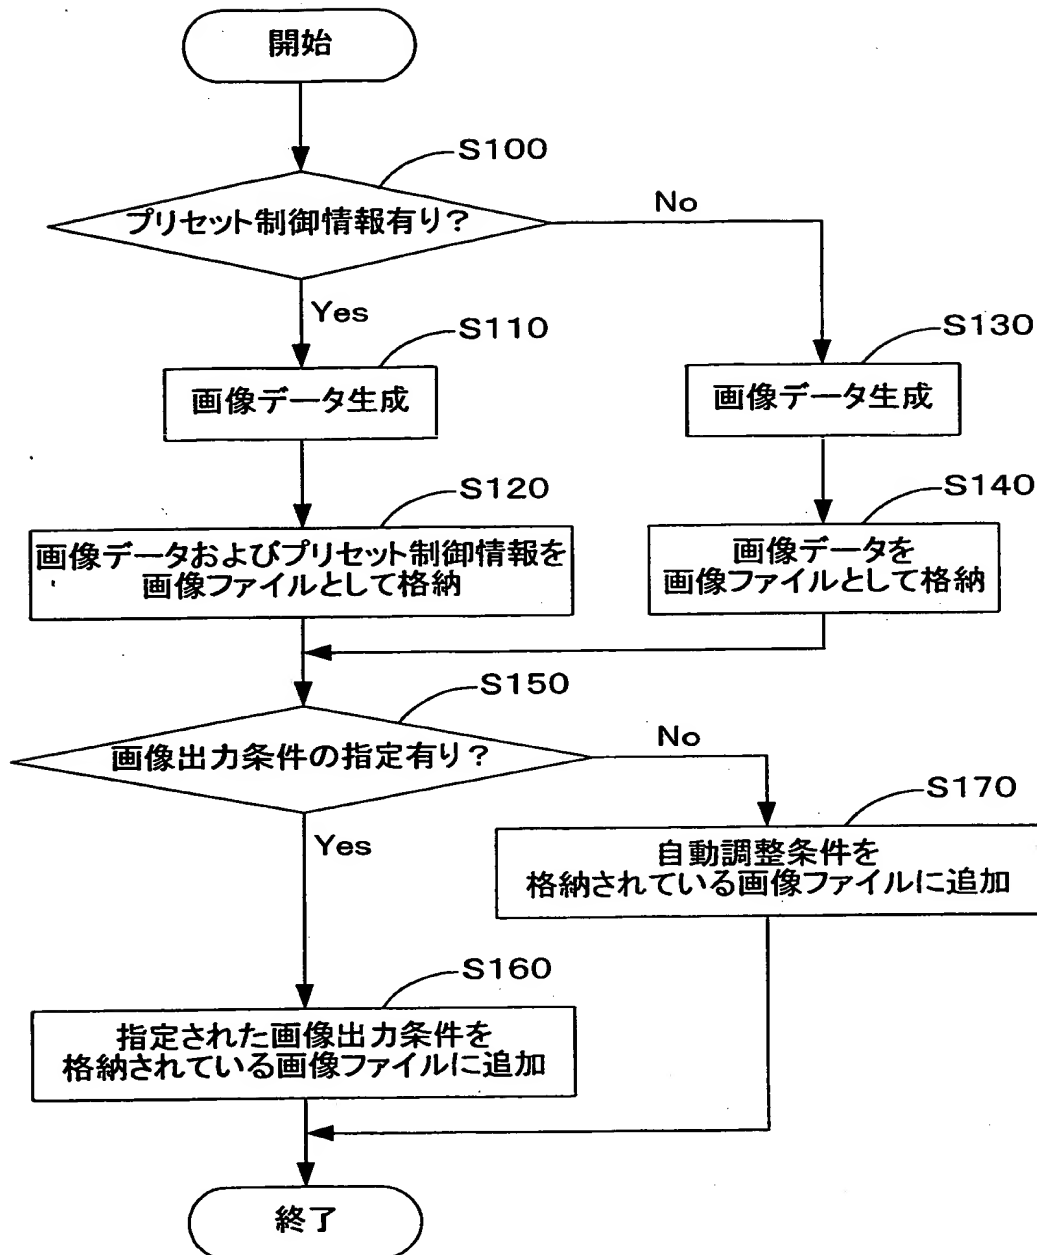 開始
S100
プリセット制御情報有り？
No
Yes
S110
S130
画像データ生成
画像データ生成
S120
S140
画像データおよびプリセット制御情報を
画像ファイルとして格納
画像データを
画像ファイルとして格納
S150
画像出力条件の指定有り？
No
Yes
S170
自動調整条件を
格納されている画像ファイルに追加
S160
指定された画像出力条件を
格納されている画像ファイルに追加
終了